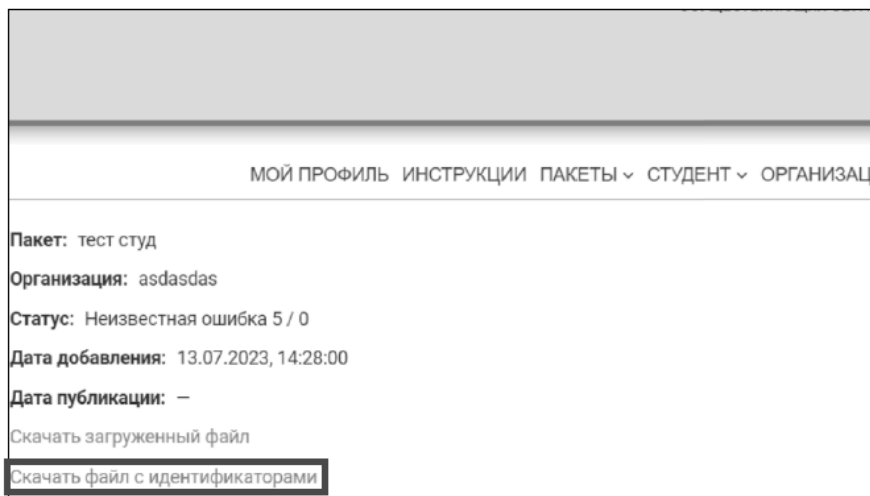 МОЙ ПРОФИЛЬ ИНСТРУКЦИИ ПАКЕТЫ СТУДЕНТ
Пакет: тест студ
Организация: asdasdas
Статус: Неизвестная ошибка 5 / 0
Дата добавления: 13.07.2023, 14:28:00
Дата публикации: —
Скачать загруженный файл
Скачать файл с идентификаторами